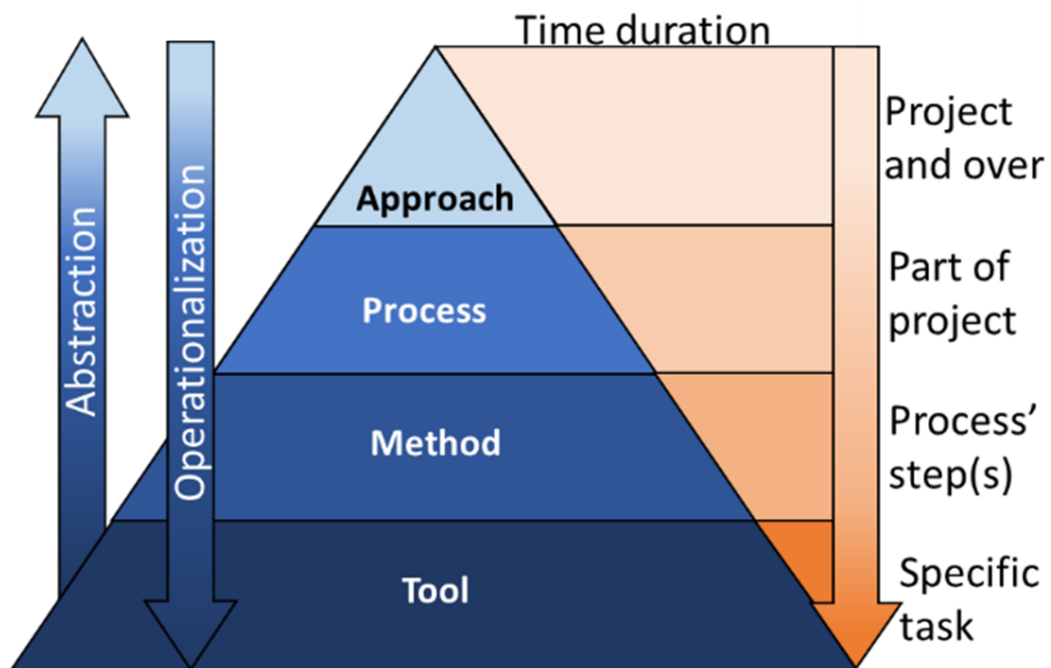 Time duration
Abstraction
Operationalization
Approach
Project
and over
Process
Part of
project
Method
Process’
step(s)
Tool
Specific
task